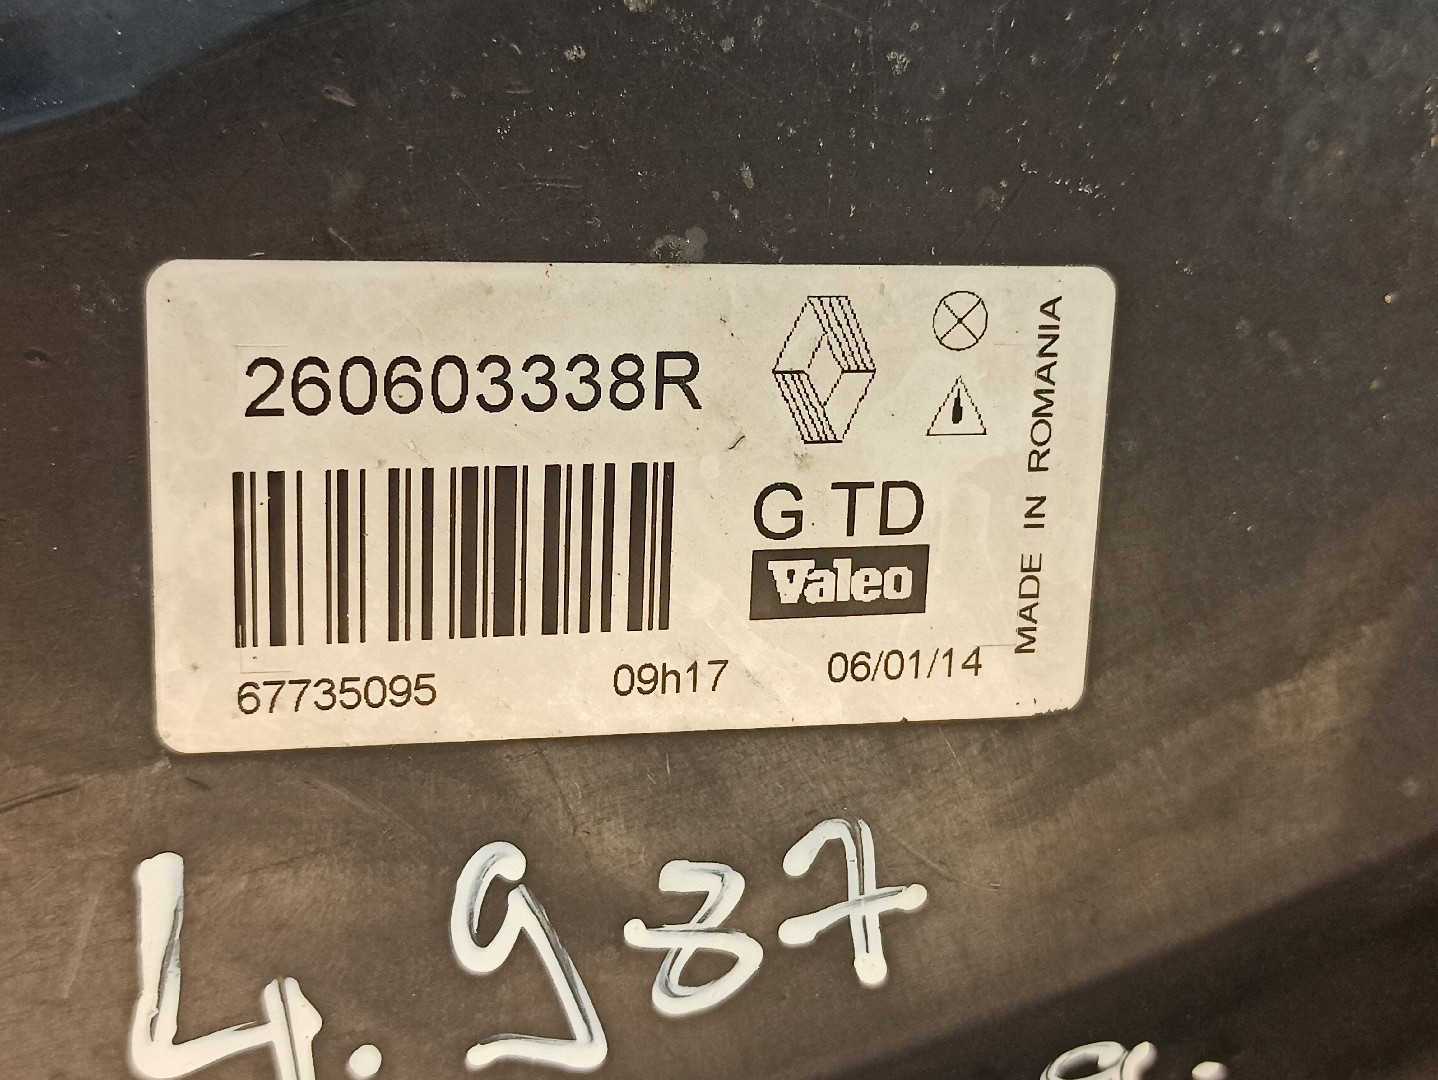 260603338R
G TD
Valeo
67735095 09h17 06/01/14
MADE IN ROMANIA
4.987